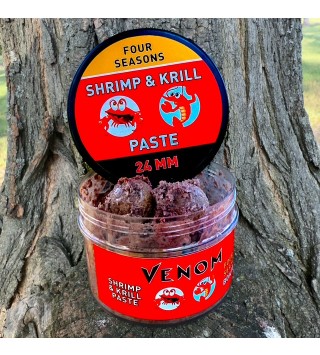 FOUR
SEASONS
SHRIMP & KRILL
PASTE
24 MM
VENOM
SHRIMP
& KRILL
PASTE